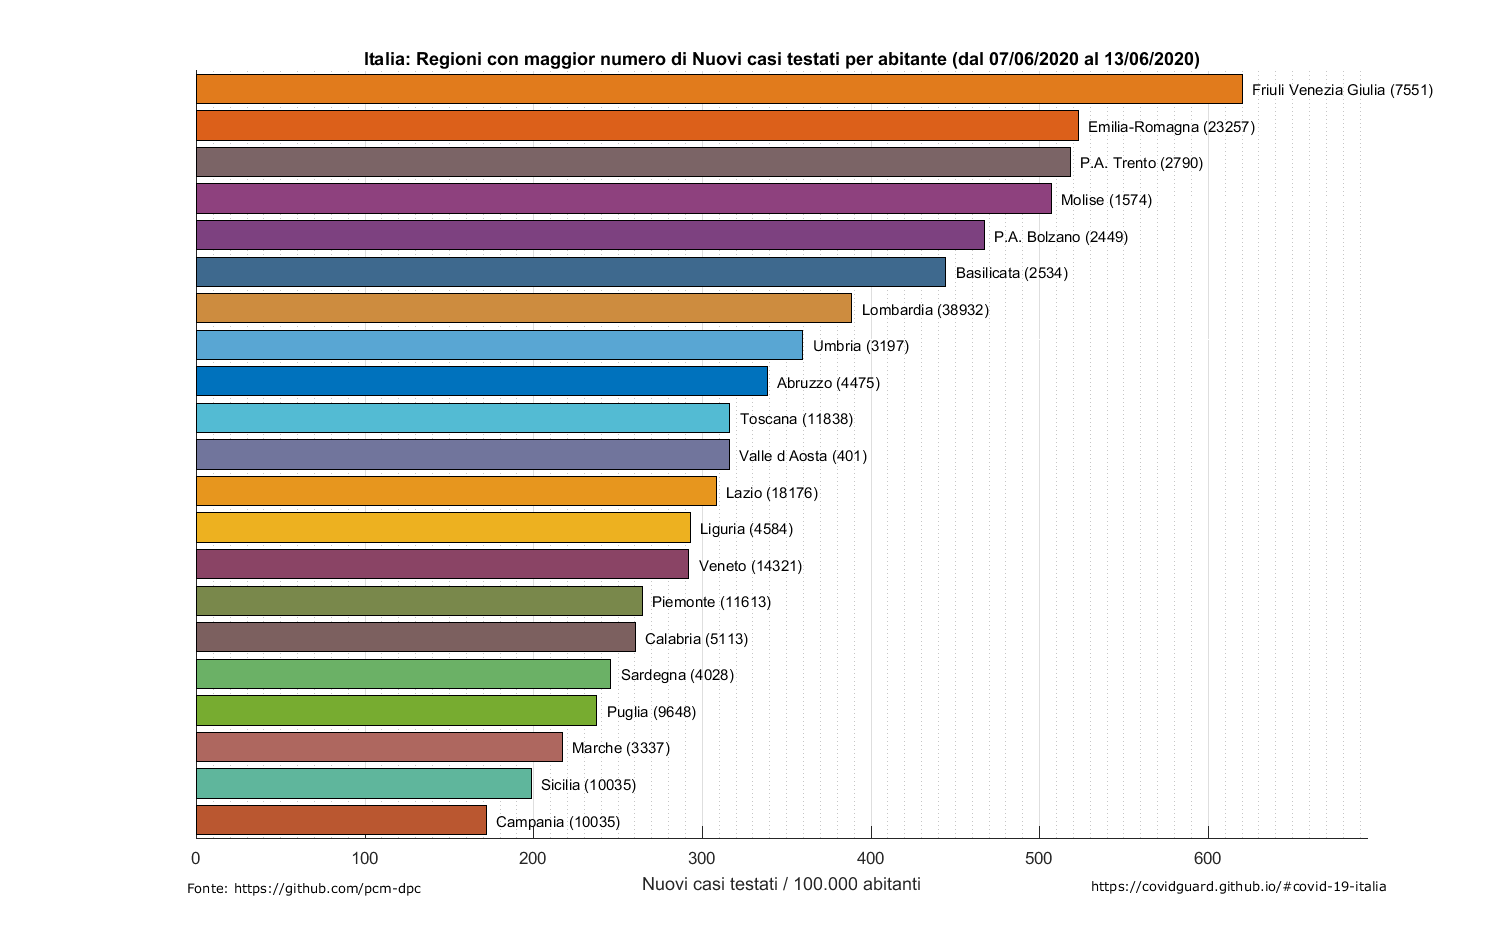 Italia: Regioni con maggior numero di Nuovi casi testati per abitante (dal 07/06/2020 al 13/06/2020)
Friuli Venezia Giulia (7551)
Emilia-Romagna (23257)
P.A. Trento (2790)
Molise (1574)
P.A. Bolzano (2449)
Basilicata (2534)
Lombardia (38932)
Umbria (3197)
Abruzzo (4475)
Toscana (11838)
Valle d Aosta (401)
Lazio (18176)
Liguria (4584)
Veneto (14321)
Piemonte (11613)
Calabria (5113)
Sardegna (4028)
Puglia (9648)
Marche (3337)
Sicilia (10035)
Campania (10035)
0 100 200 300 400 500 600
Nuovi casi testati / 100.000 abitanti
Fonte: https://github.com/pcm-dpc
https://covidguard.github.io/#covid-19-italia